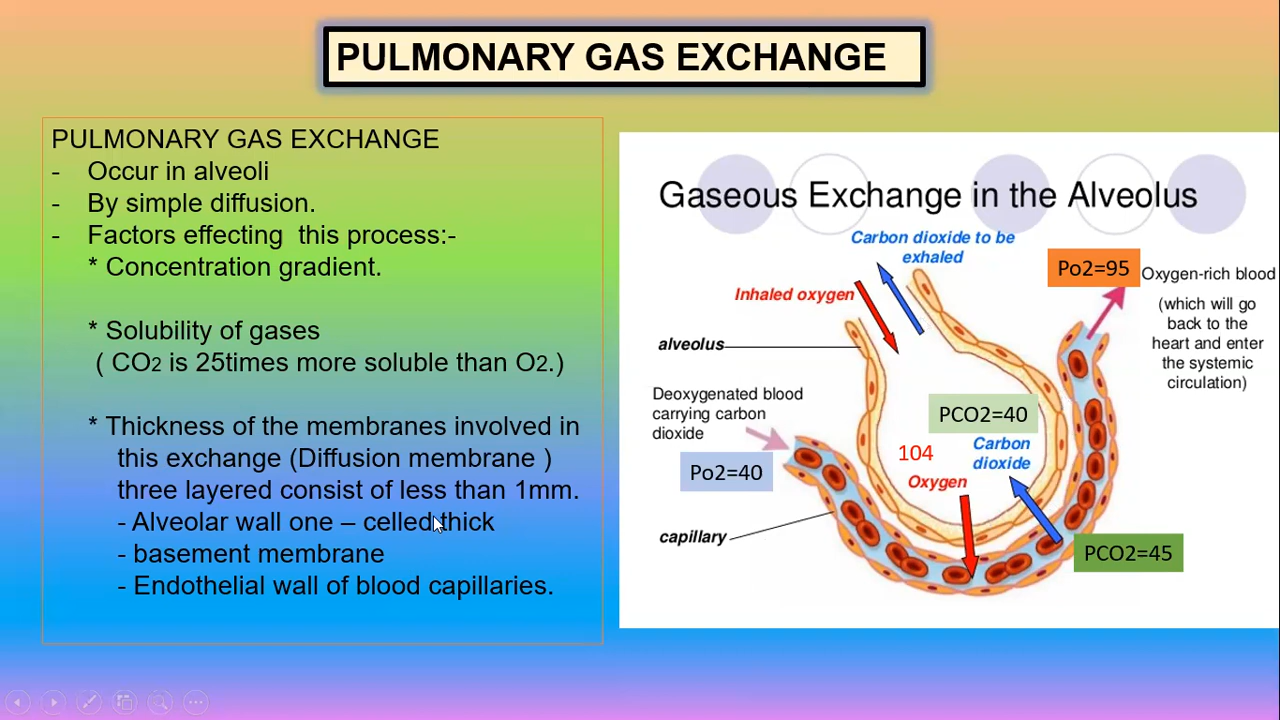 PULMONARY GAS EXCHANGE
PULMONARY GAS EXCHANGE
- Occur in alveoli
- By simple diffusion.
- Factors effecting this process:-
* Concentration gradient.
* Solubility of gases
( CO2 is 25times more soluble than O2.)
* Thickness of the membranes involved in
this exchange (Diffusion membrane )
three layered consist of less than 1mm.
- Alveolar wall one – celled thick
- basement membrane
- Endothelial wall of blood capillaries.
Gaseous Exchange in the Alveolus
Carbon dioxide to be
exhaled
Inhaled oxygen
Po2=95
Oxygen-rich blood
(which will go
back to the
heart and enter
the systemic
circulation)
alveolus
Deoxygenated blood
carrying carbon
dioxide
Po2=40
PCO2=40
104
Oxygen
Carbon
dioxide
capillary
PCO2=45